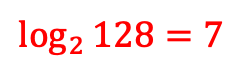 log₂ 128 = 7